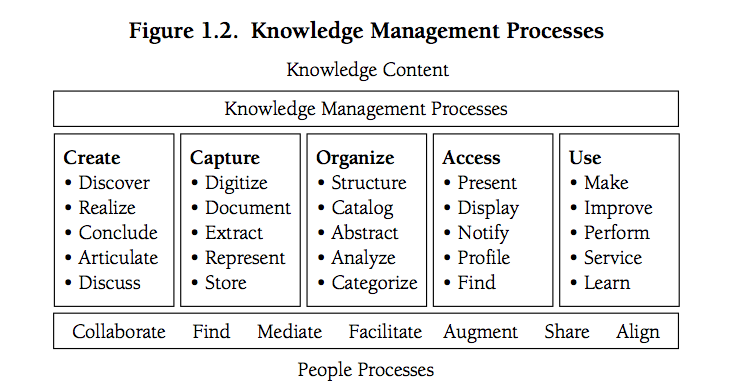 Figure 1.2. Knowledge Management Processes
Knowledge Content
Knowledge Management Processes
Create
• Discover
• Realize
• Conclude
• Articulate
• Discuss
Capture
• Digitize
• Document
• Extract
• Represent
• Store
Organize
• Structure
• Catalog
• Abstract
• Analyze
• Categorize
Access
• Present
• Display
• Notify
• Profile
• Find
Use
• Make
• Improve
• Perform
• Service
• Learn
Collaborate Find Mediate Facilitate Augment Share Align
People Processes